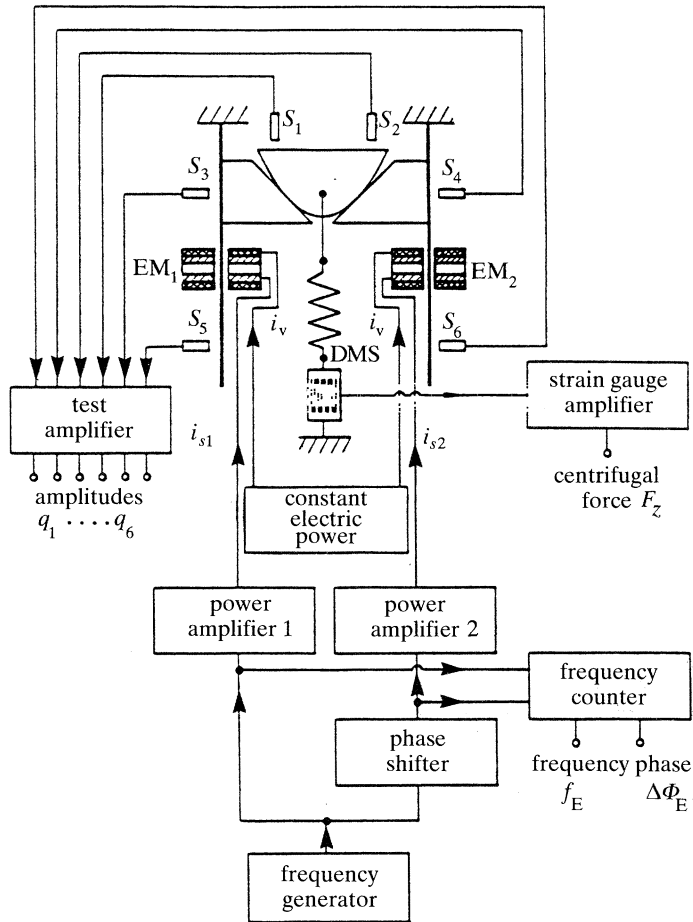 S1 S2
S3 S4
EM1 EM2
iv iv
S5 S6
DMS
test
amplifier
strain gauge
amplifier
is1 is2
amplitudes
q1 ....q6
constant
electric
power
centrifugal
force Fz
power
amplifier 1
power
amplifier 2
frequency
counter
phase
shifter
frequency phase
fE ΔΦE
frequency
generator